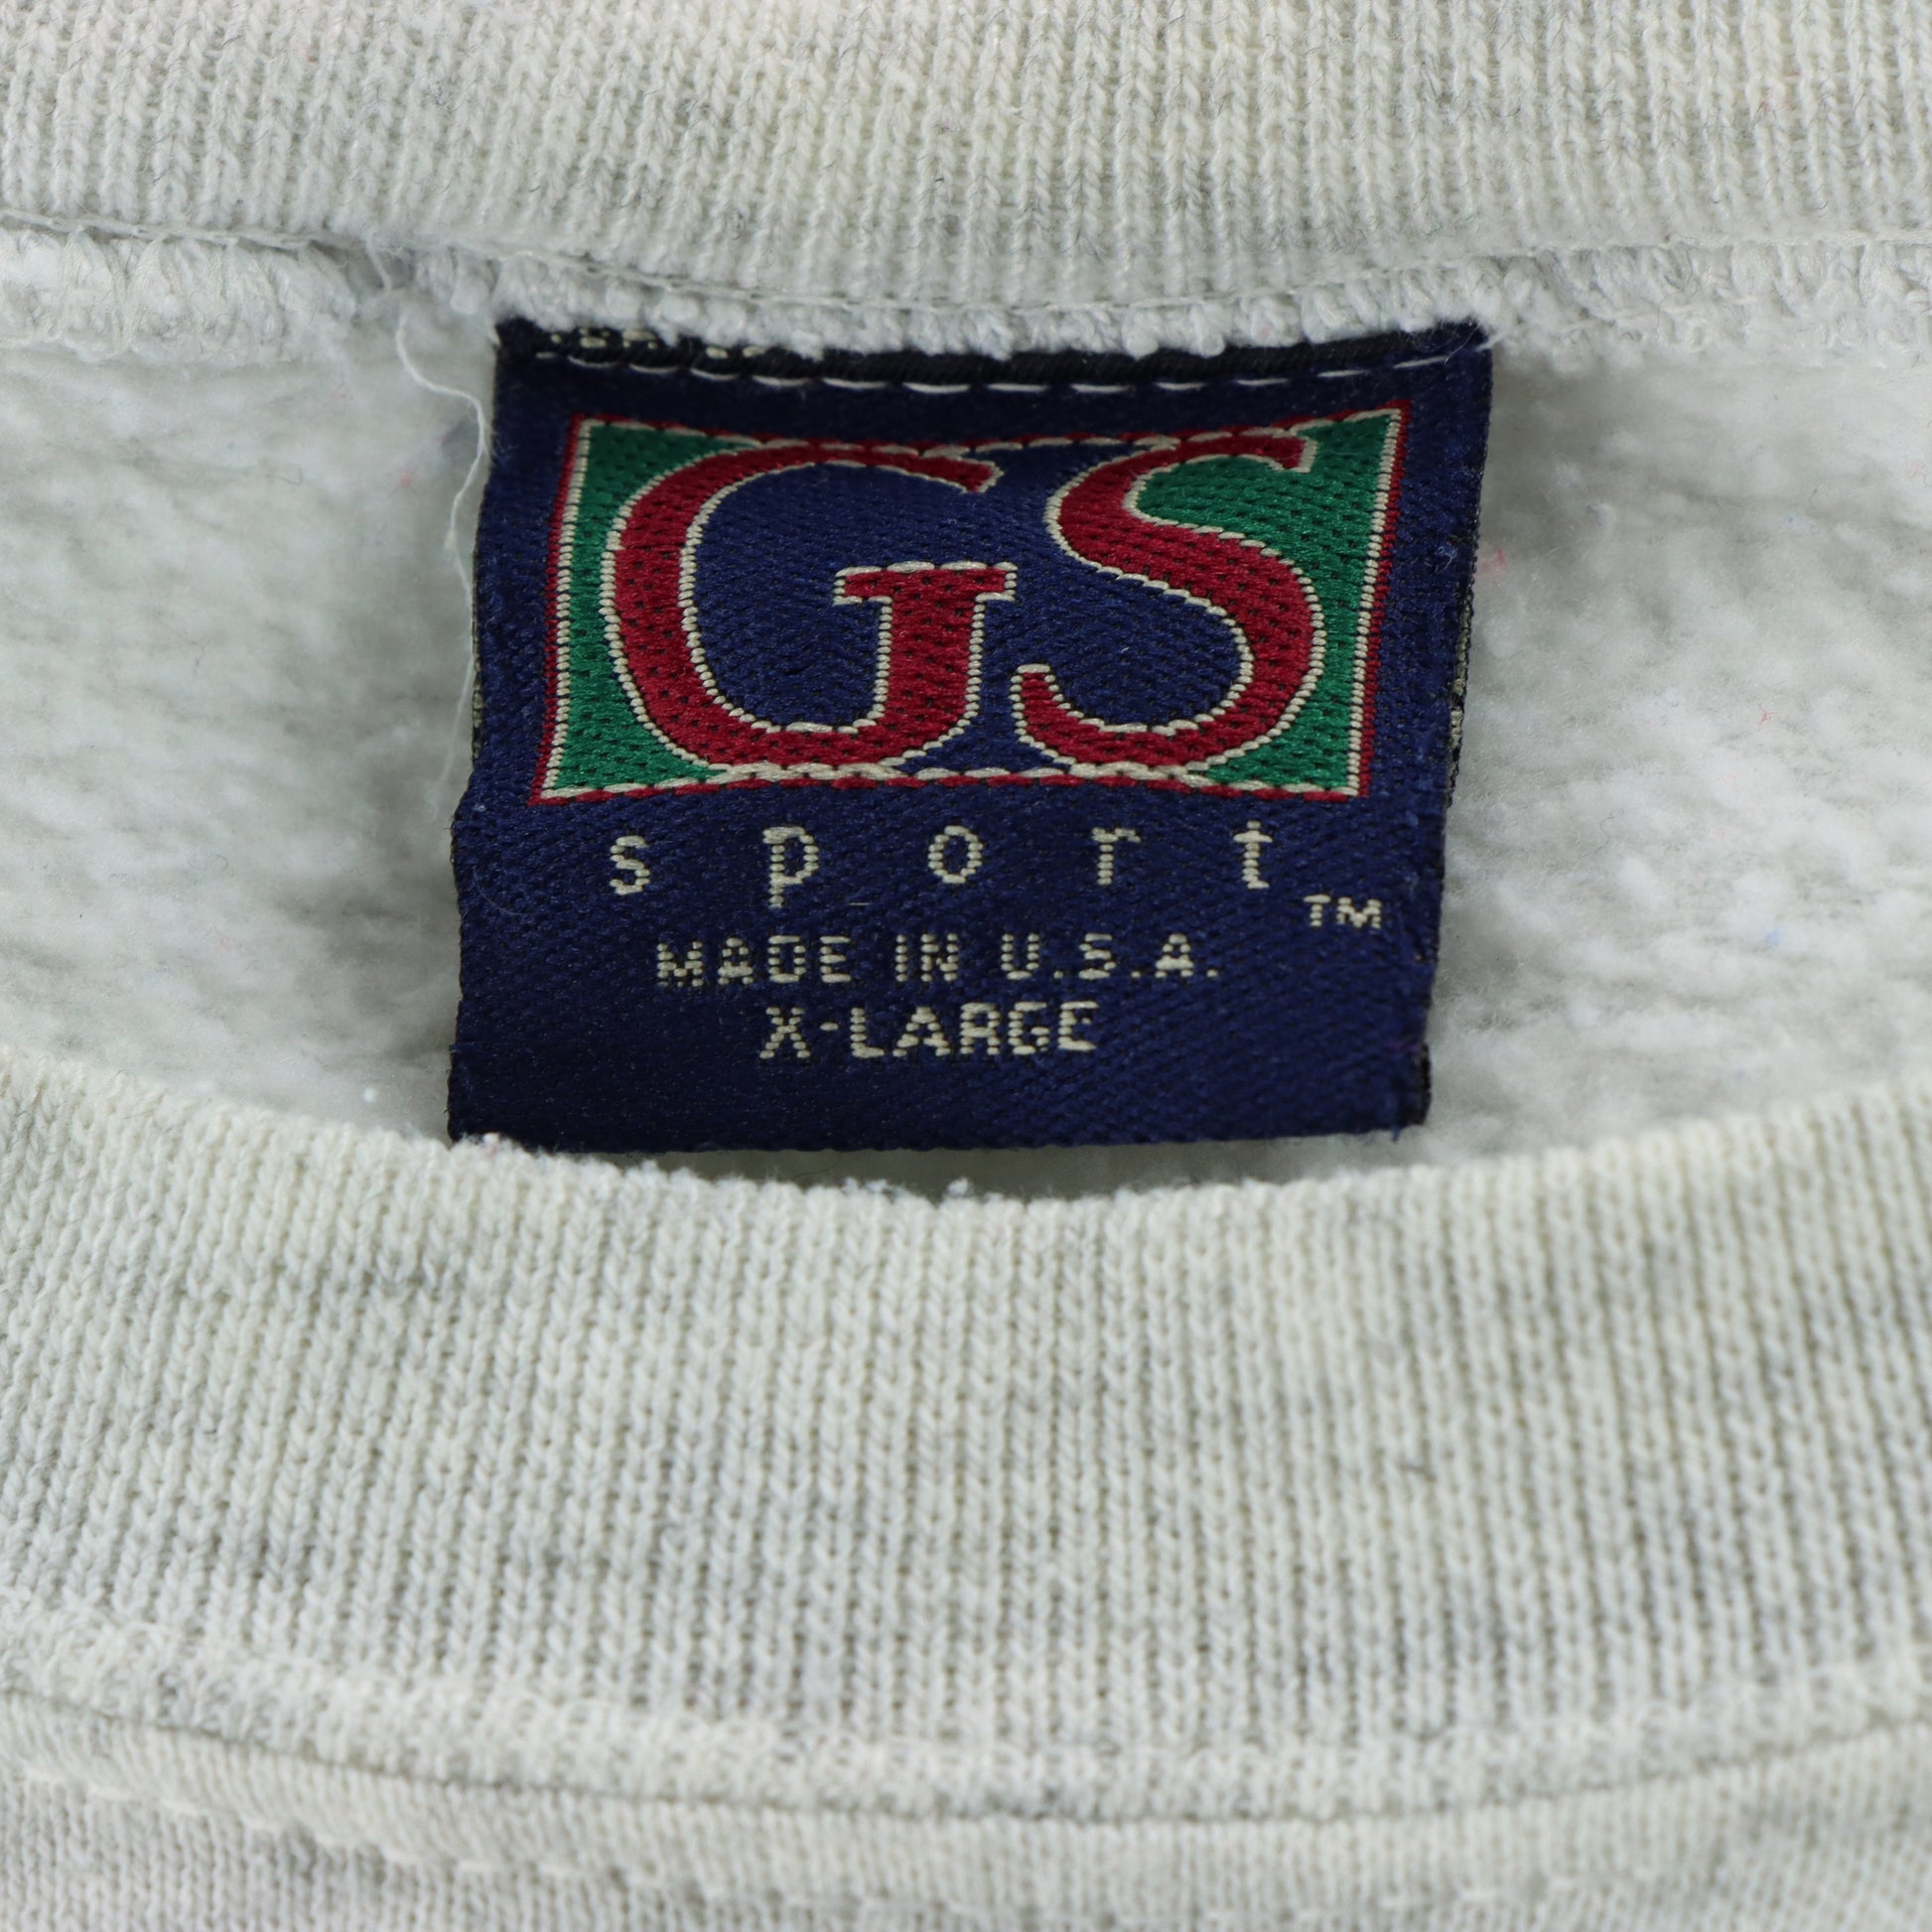 GS
sport
TM
MADE IN U.S.A.
X-LARGE